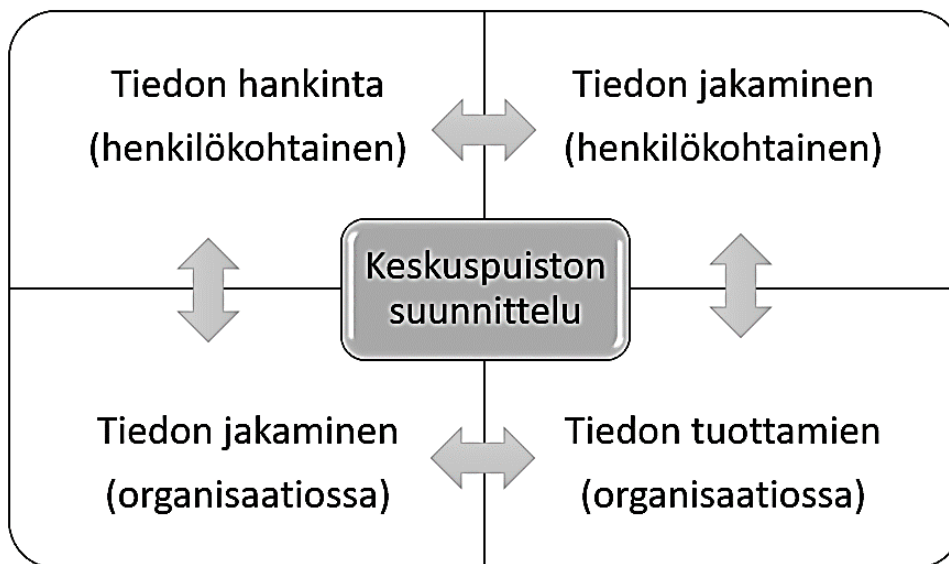 Tiedon hankinta
(henkilökohtainen)
Tiedon jakaminen
(henkilökohtainen)
Keskuspuiston
suunnittelu
Tiedon jakaminen
(organisaatiossa)
Tiedon tuottamien
(organisaatiossa)